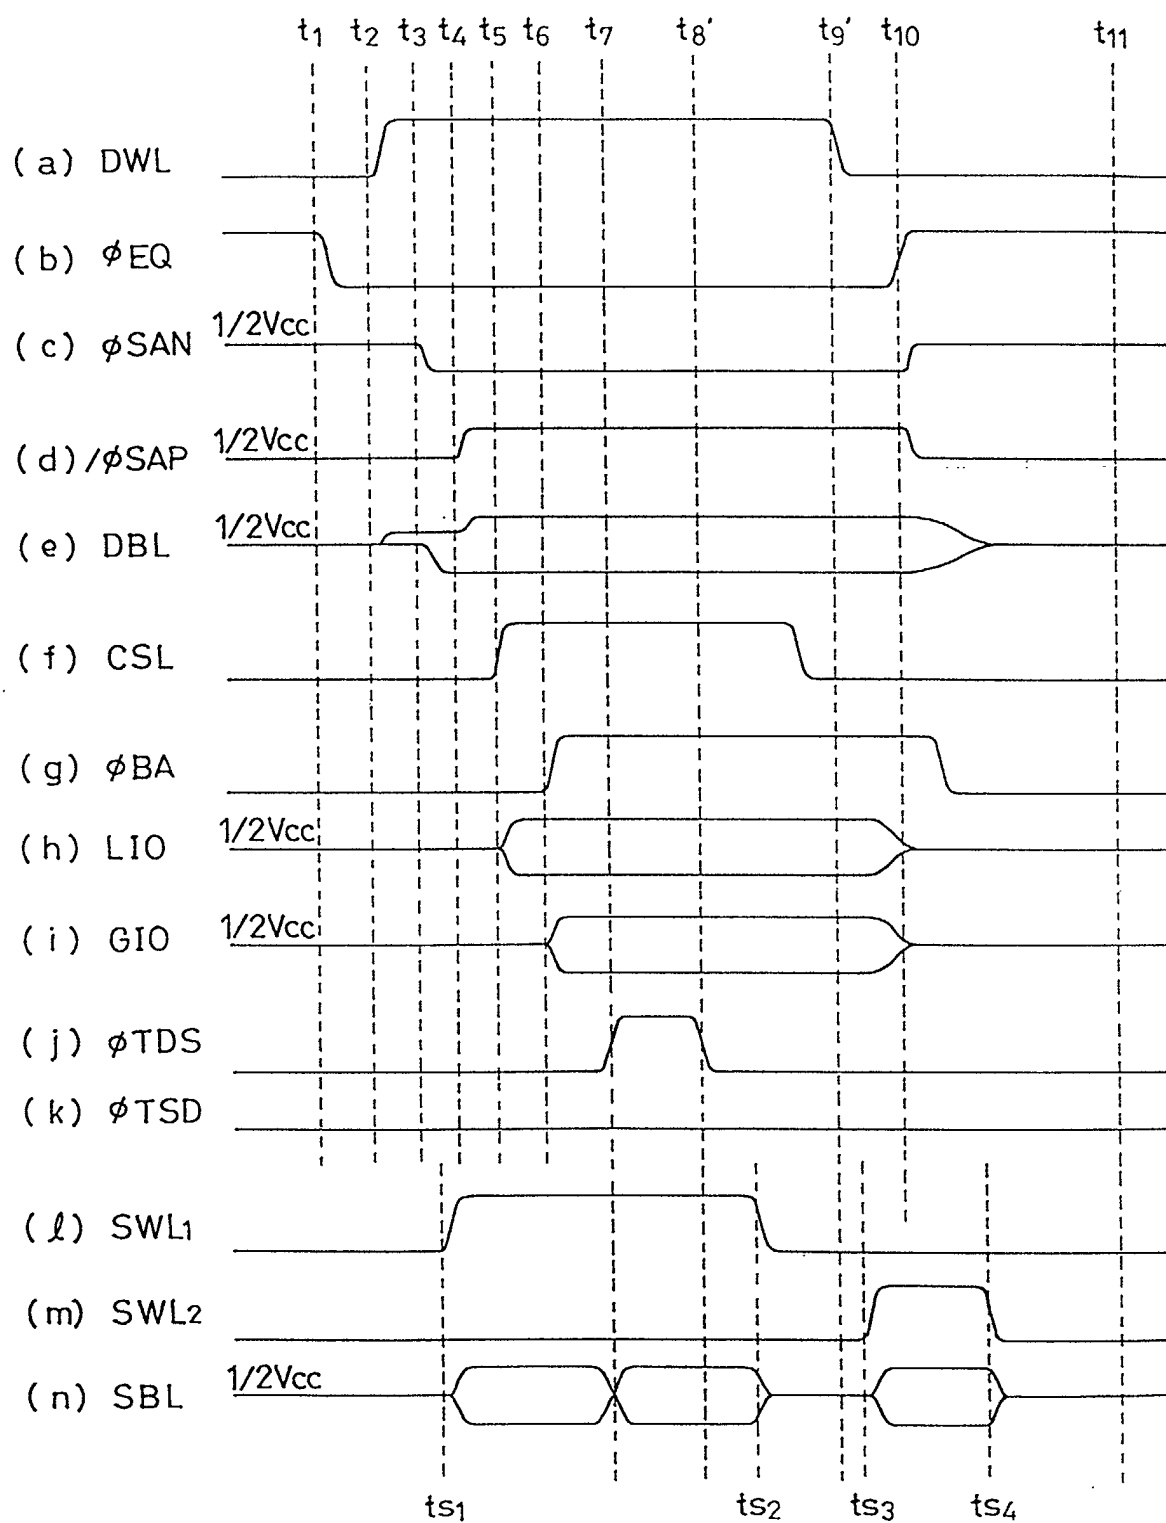 t1 t2 t3 t4 t5 t6 t7 t8' t9' t10 t11
(a) DWL
(b) φEQ
(c) φSAN 1/2Vcc
(d) /φSAP 1/2Vcc
(e) DBL 1/2Vcc
(f) CSL
(g) φBA
(h) LIO 1/2Vcc
(i) GIO 1/2Vcc
(j) φTDS
(k) φTSD
(ℓ) SWL1
(m) SWL2
(n) SBL 1/2Vcc
ts1 ts2 ts3 ts4